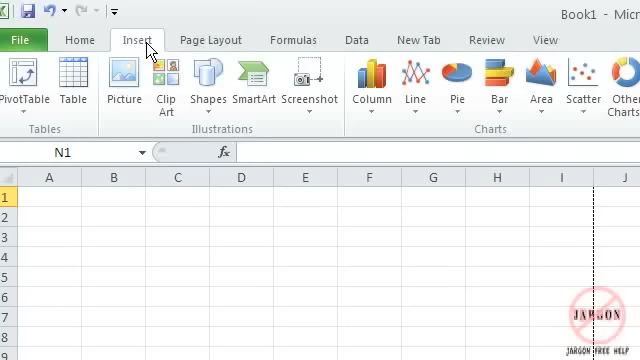 Book1 - Mic
File Home Insert Page Layout Formulas Data New Tab Review View
PivotTable Table Picture Clip Art Shapes SmartArt Screenshot Column Line Pie Bar Area Scatter Other Charts
Tables Illustrations Charts
N1 fx
A B C D E F G H I J
1
2
3
4
5
6
7
8
JARGON
JARGON FREE HELP